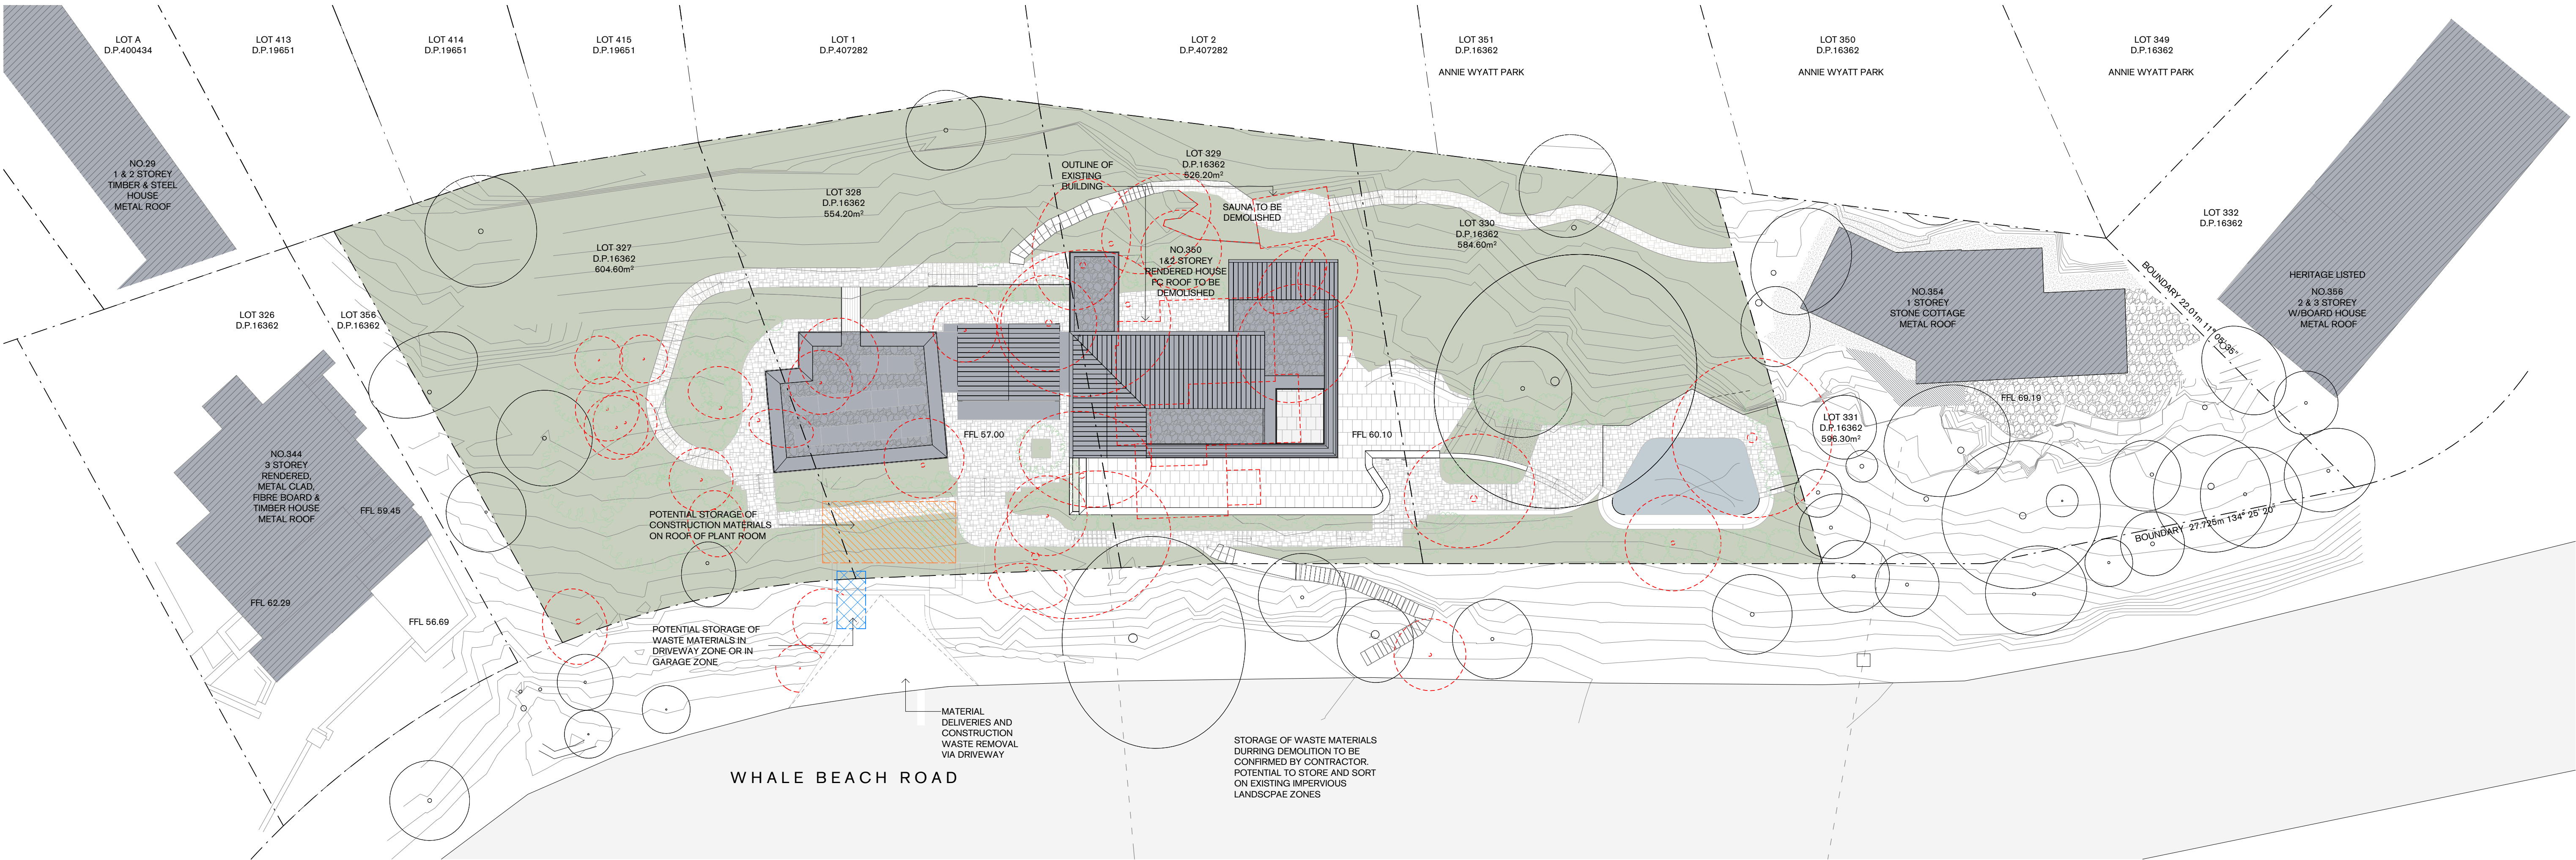 LOT A
D.P.400434
LOT 413
D.P.19651
LOT 414
D.P.19651
LOT 415
D.P.19651
LOT 1
D.P.407282
LOT 2
D.P.407282
LOT 351
D.P.16362
ANNIE WYATT PARK
LOT 350
D.P.16362
ANNIE WYATT PARK
LOT 349
D.P.16362
ANNIE WYATT PARK
NO.29
1 & 2 STOREY
TIMBER & STEEL
HOUSE
METAL ROOF
LOT 327
D.P.16362
604.60m²
LOT 328
D.P.16362
554.20m²
OUTLINE OF
EXISTING
BUILDING
LOT 329
D.P.16362
526.20m²
SAUNA TO BE
DEMOLISHED
NO.350
1&2 STOREY
RENDERED HOUSE
FC ROOF TO BE
DEMOLISHED
LOT 330
D.P.16362
584.60m²
LOT 332
D.P.16362
BOUNDARY 22.01m 11° 05' 35"
HERITAGE LISTED
NO.356
2 & 3 STOREY
W/BOARD HOUSE
METAL ROOF
NO.354
1 STOREY
STONE COTTAGE
METAL ROOF
LOT 326
D.P.16362
LOT 356
D.P.16362
FFL 69.19
LOT 331
D.P.16362
596.30m²
FFL 57.00
FFL 60.10
NO.344
3 STOREY
RENDERED,
METAL CLAD,
FIBRE BOARD &
TIMBER HOUSE
METAL ROOF
FFL 59.45
FFL 62.29
FFL 56.69
POTENTIAL STORAGE OF
CONSTRUCTION MATERIALS
ON ROOF OF PLANT ROOM
BOUNDARY 27.725m 134° 25' 20"
POTENTIAL STORAGE OF
WASTE MATERIALS IN
DRIVEWAY ZONE OR IN
GARAGE ZONE
MATERIAL
DELIVERIES AND
CONSTRUCTION
WASTE REMOVAL
VIA DRIVEWAY
STORAGE OF WASTE MATERIALS
DURRING DEMOLITION TO BE
CONFIRMED BY CONTRACTOR.
POTENTIAL TO STORE AND SORT
ON EXISTING IMPERVIOUS
LANDSCPAE ZONES
WHALE BEACH ROAD